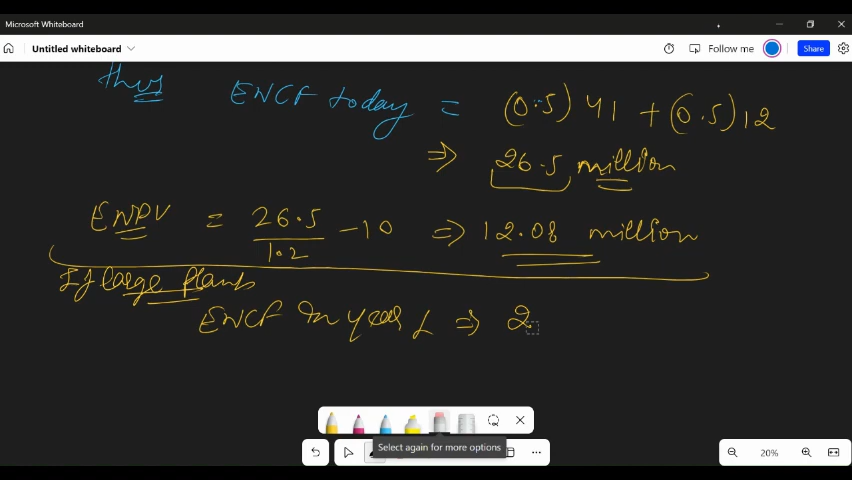 Microsoft Whiteboard
Untitled whiteboard
Follow me
Share
thus ENCF today = (0.5) 41 + (0.5) 12
⇒ 26.5 million
ENPV = 26.5 / 1.2 - 10 ⇒ 12.08 million
If large plants
ENCF In year 1 ⇒ 2
Select again for more options
20%